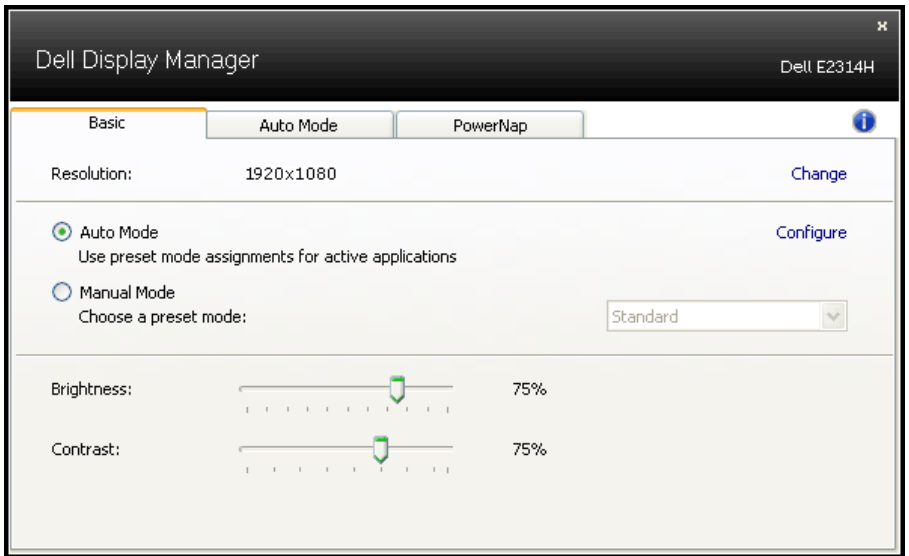 x
Dell Display Manager
Dell E2314H
Basic Auto Mode PowerNap i
Resolution: 1920x1080 Change
Auto Mode Configure
Use preset mode assignments for active applications
Manual Mode
Choose a preset mode: Standard
Brightness: 75%
Contrast: 75%